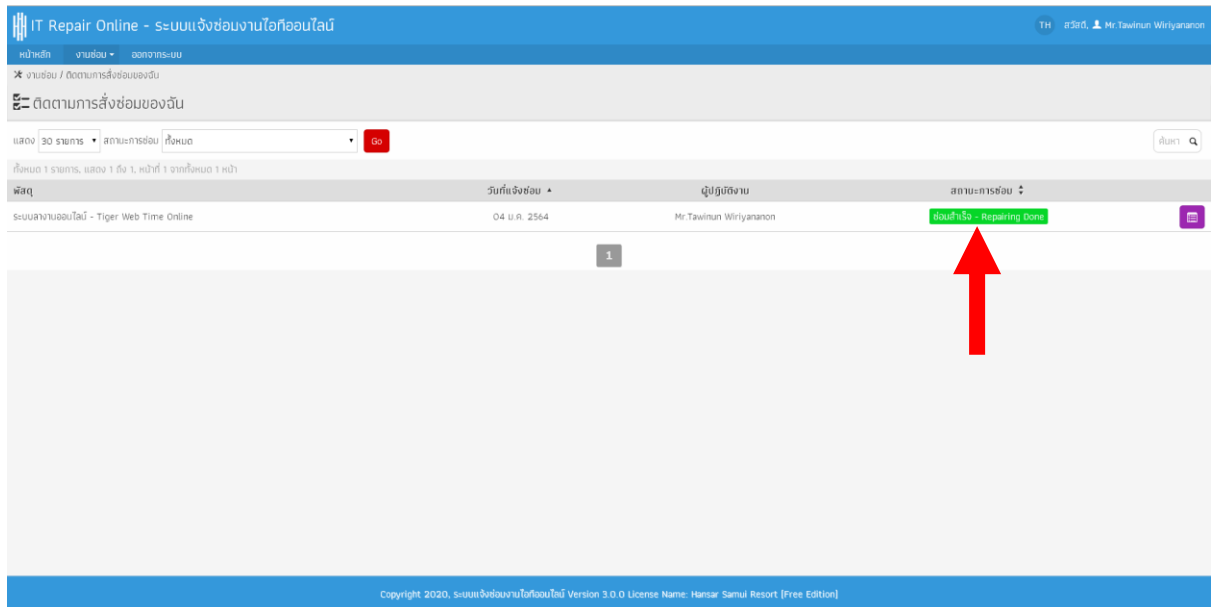 IT Repair Online - ระบบแจ้งซ่อมงานไอทีออนไลน์
TH สวัสดี, Mr.Tawinun Wiriyananon
หน้าหลัก งานซ่อม ออกจากระบบ
งานซ่อม / ติดตามการสั่งซ่อมของฉัน
ติดตามการสั่งซ่อมของฉัน
แสดง 30 รายการ สถานะการซ่อม ทั้งหมด Go ค้นหา
ทั้งหมด 1 รายการ, แสดง 1 ถึง 1, หน้าที่ 1 จากทั้งหมด 1 หน้า
พัสดุ วันที่แจ้งซ่อม ผู้ปฏิบัติงาน สถานะการซ่อม
ระบบลางานออนไลน์ - Tiger Web Time Online 04 ม.ค. 2564 Mr.Tawinun Wiriyananon ซ่อมสำเร็จ - Repairing Done
1
Copyright 2020, ระบบแจ้งซ่อมงานไอทีออนไลน์ Version 3.0.0 License Name: Hansar Samui Resort [Free Edition]